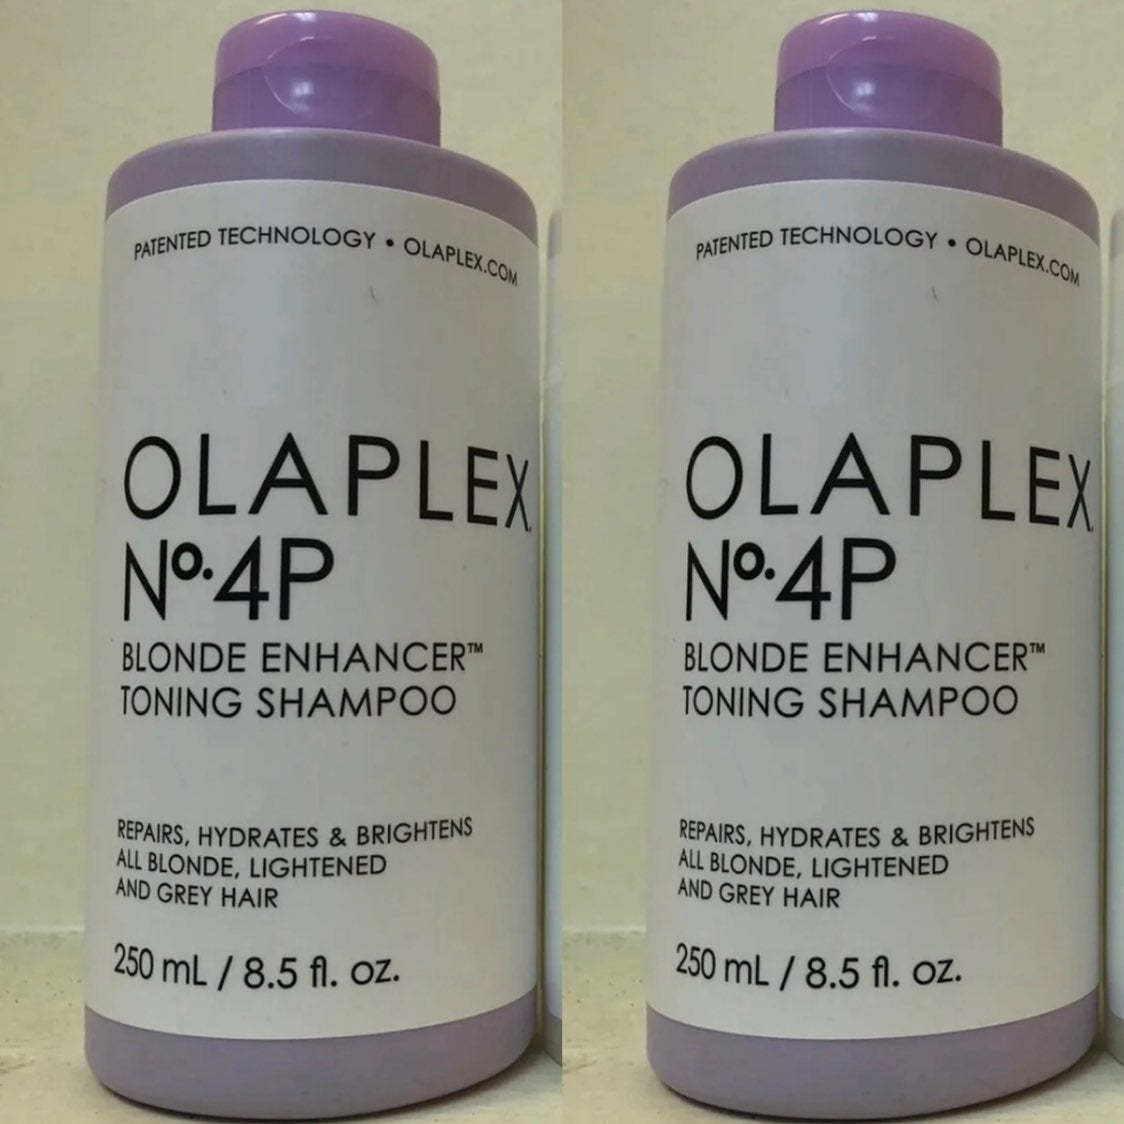 PATENTED TECHNOLOGY • OLAPLEX.COM
OLAPLEX.
Nº.4P
BLONDE ENHANCER™
TONING SHAMPOO
REPAIRS, HYDRATES & BRIGHTENS
ALL BLONDE, LIGHTENED
AND GREY HAIR
250 mL / 8.5 fl. oz.
PATENTED TECHNOLOGY • OLAPLEX.COM
OLAPLEX.
Nº.4P
BLONDE ENHANCER™
TONING SHAMPOO
REPAIRS, HYDRATES & BRIGHTENS
ALL BLONDE, LIGHTENED
AND GREY HAIR
250 mL / 8.5 fl. oz.